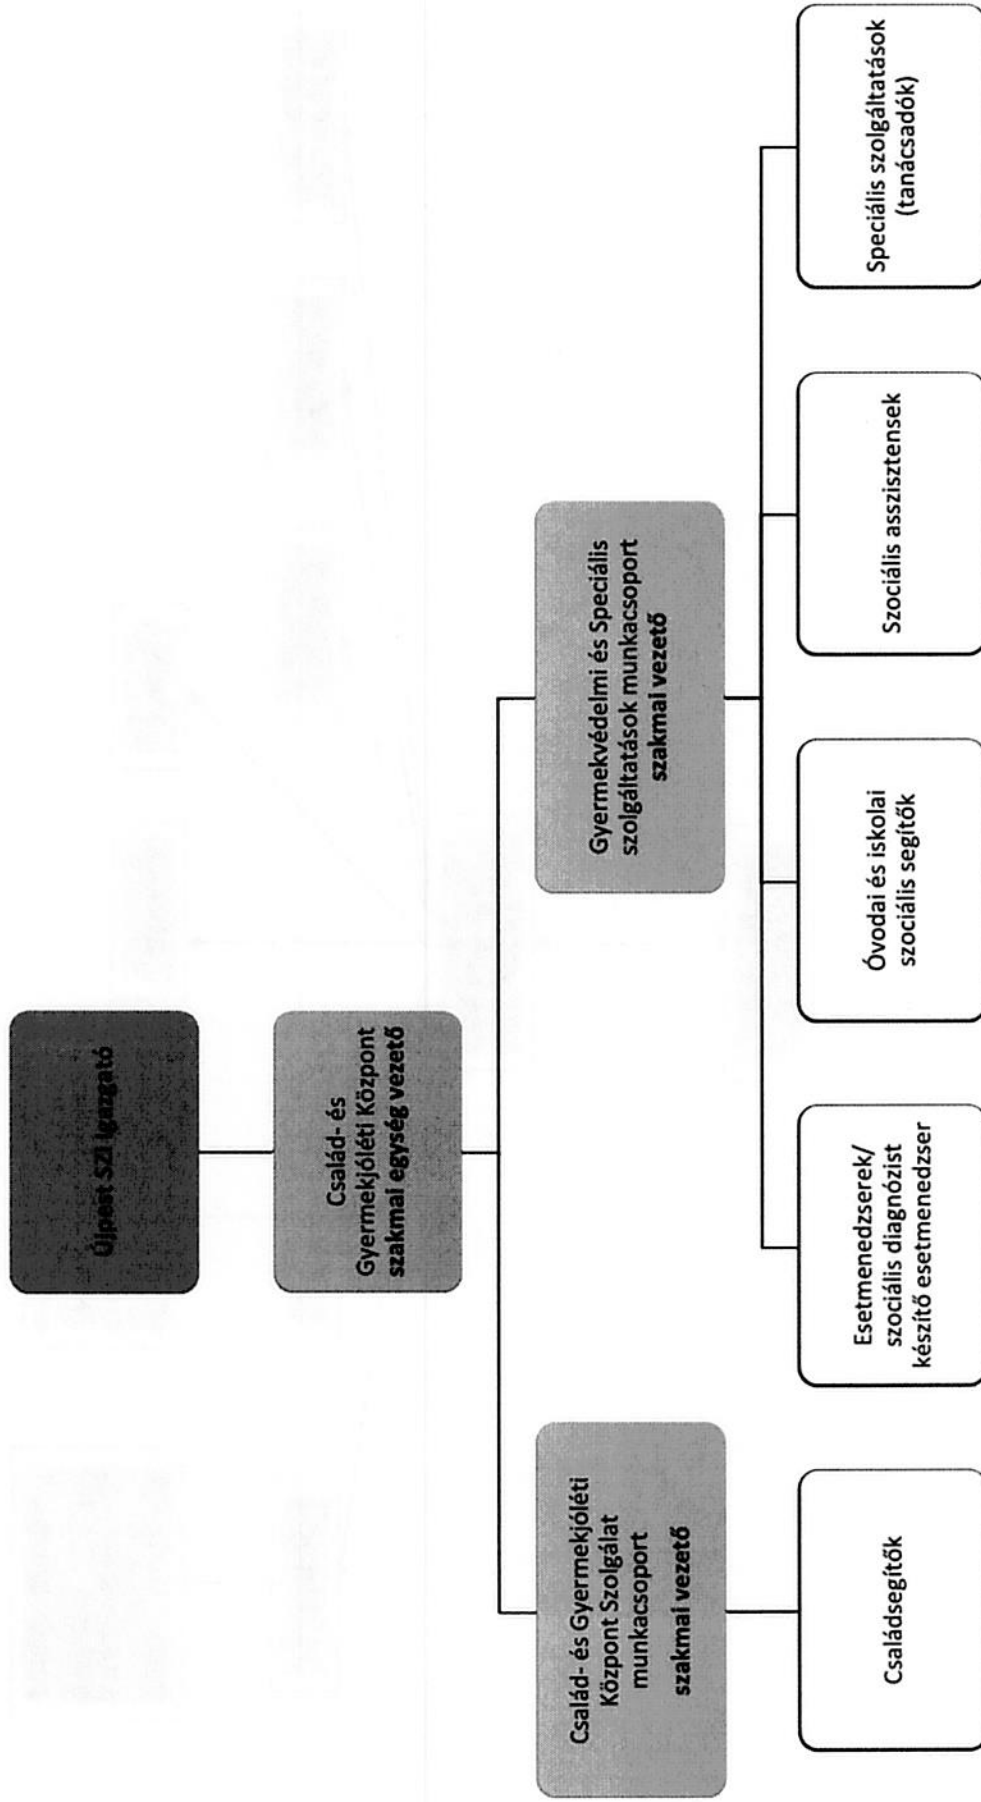 Újpest SZI igazgató
Család- és
Gyermekjóléti Központ
szakmai egység vezető
Család- és Gyermekjóléti
Központ Szolgálat
munkacsoport
szakmai vezető
Gyermekvédelmi és Speciális
szolgáltatások munkacsoport
szakmai vezető
Családsegítők
Esetmenedzserek/
szociális diagnózist
készítő esetmenedzser
Óvodai és iskolai
szociális segítők
Szociális asszisztensek
Speciális szolgáltatások
(tanácsadók)